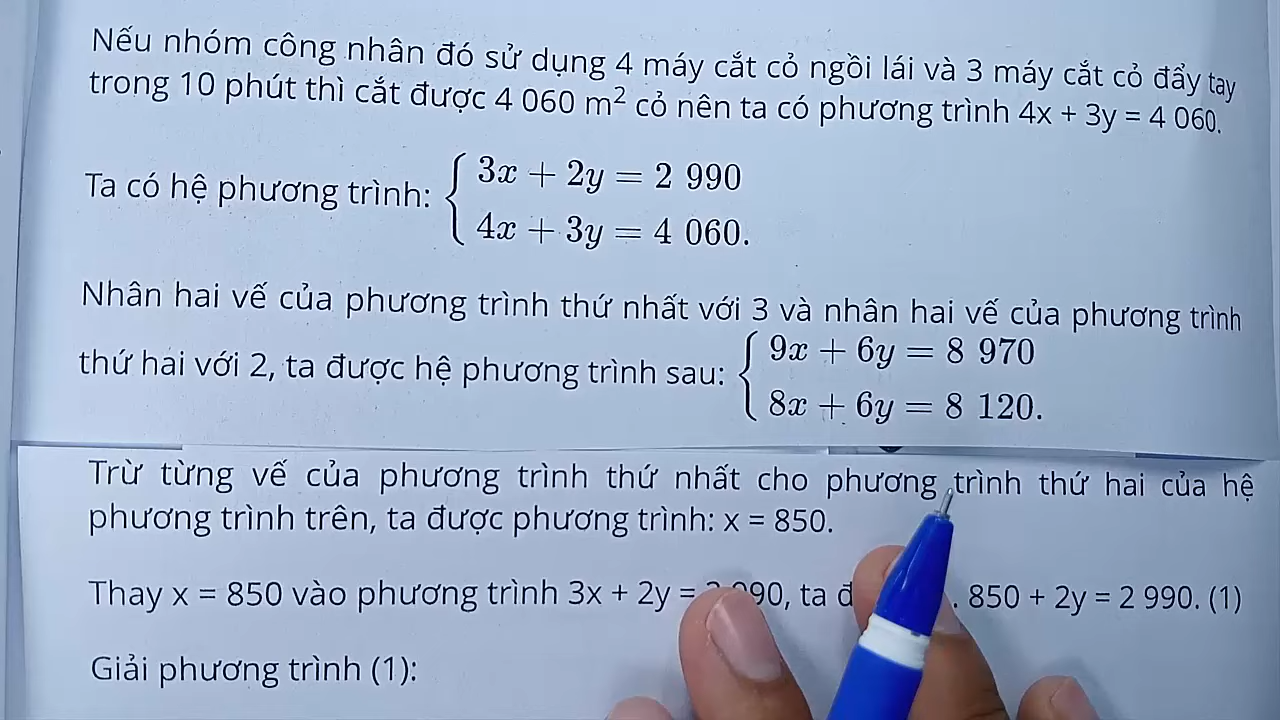 Nếu nhóm công nhân đó sử dụng 4 máy cắt cỏ ngồi lái và 3 máy cắt cỏ đẩy tay
trong 10 phút thì cắt được 4 060 m² cỏ nên ta có phương trình 4x + 3y = 4 060.
3x + 2y = 2 990
Ta có hệ phương trình:
4x + 3y = 4 060.
Nhân hai vế của phương trình thứ nhất với 3 và nhân hai vế của phương trình
9x + 6y = 8 970
thứ hai với 2, ta được hệ phương trình sau:
8x + 6y = 8 120.
Trừ từng vế của phương trình thứ nhất cho phương trình thứ hai của hệ
phương trình trên, ta được phương trình: x = 850.
Thay x = 850 vào phương trình 3x + 2y = 990, ta . 850 + 2y = 2 990. (1)
Giải phương trình (1):